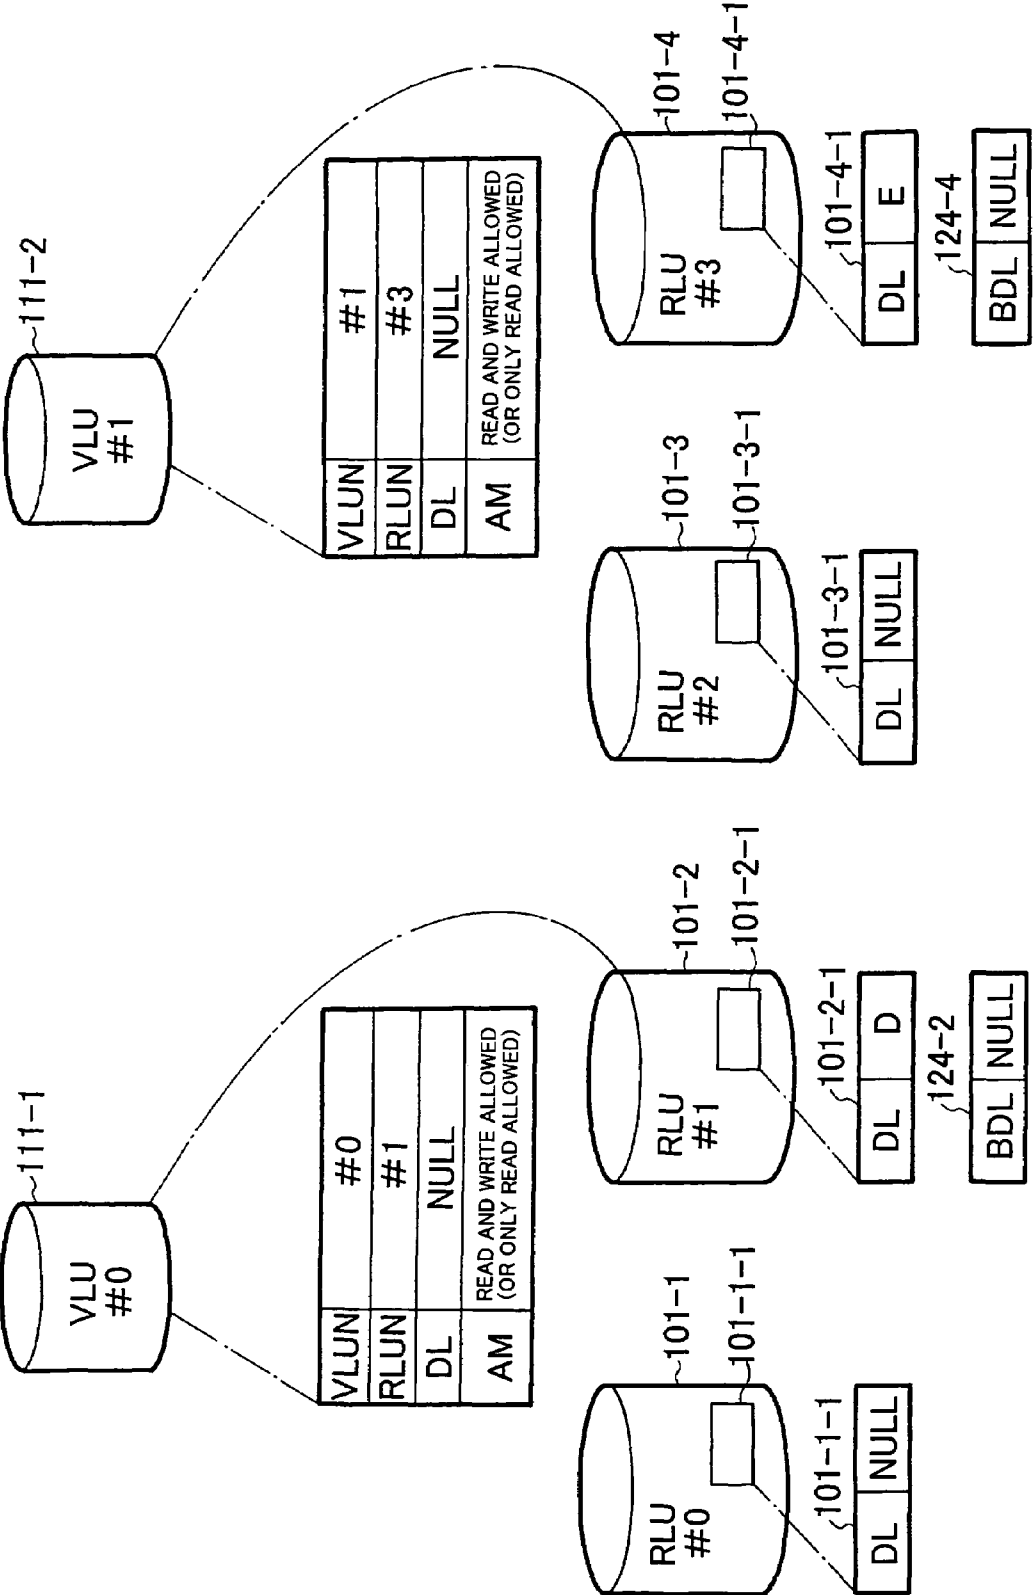 VLU
#0
111-1
VLUN #0
RLUN #1
DL NULL
AM READ AND WRITE ALLOWED
(OR ONLY READ ALLOWED)
VLU
#1
111-2
VLUN #1
RLUN #3
DL NULL
AM READ AND WRITE ALLOWED
(OR ONLY READ ALLOWED)
RLU
#0
101-1
101-1-1
101-1-1
DL NULL
RLU
#1
101-2
101-2-1
101-2-1
DL D
124-2
BDL NULL
RLU
#2
101-3
101-3-1
101-3-1
DL NULL
RLU
#3
101-4
101-4-1
101-4-1
DL E
124-4
BDL NULL